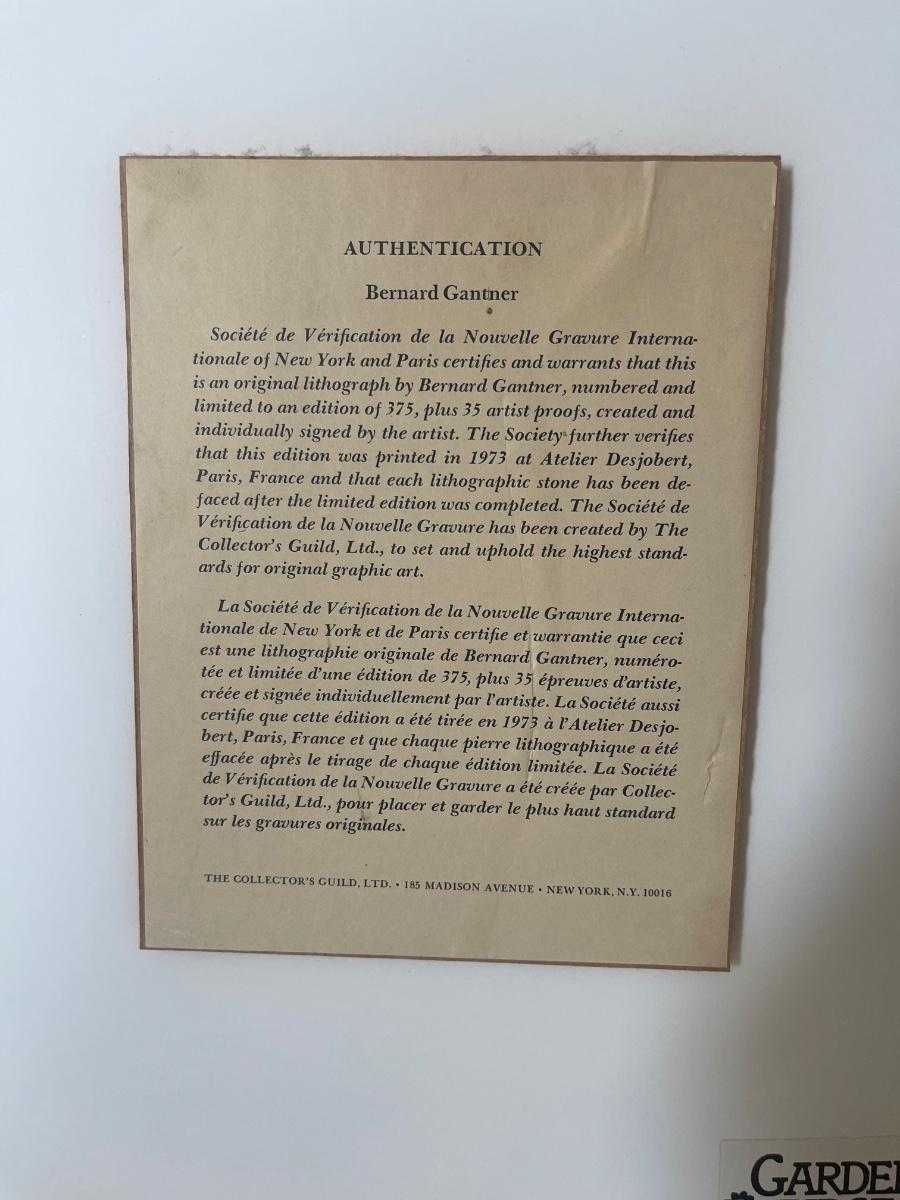 AUTHENTICATION
Bernard Gantner
Société de Vérification de la Nouvelle Gravure Interna-
tionale of New York and Paris certifies and warrants that this
is an original lithograph by Bernard Gantner, numbered and
limited to an edition of 375, plus 35 artist proofs, created and
individually signed by the artist. The Society further verifies
that this edition was printed in 1973 at Atelier Desjobert,
Paris, France and that each lithographic stone has been de-
faced after the limited edition was completed. The Société de
Vérification de la Nouvelle Gravure has been created by The
Collector's Guild, Ltd., to set and uphold the highest stand-
ards for original graphic art.
La Société de Vérification de la Nouvelle Gravure Interna-
tionale de New York et de Paris certifie et warrantie que ceci
est une lithographie originale de Bernard Gantner, numéro-
tée et limitée d'une édition de 375, plus 35 épreuves d'artiste,
créée et signée individuellement par l'artiste. La Société aussi
certifie que cette édition a été tirée en 1973 à l'Atelier Desjo-
bert, Paris, France et que chaque pierre lithographique a été
effacée après le tirage de chaque édition limitée. La Société
de Vérification de la Nouvelle Gravure a été créée par Collec-
tor's Guild, Ltd., pour placer et garder le plus haut standard
sur les gravures originales.
THE COLLECTOR'S GUILD, LTD. • 185 MADISON AVENUE • NEW YORK, N.Y. 10016
GARDE